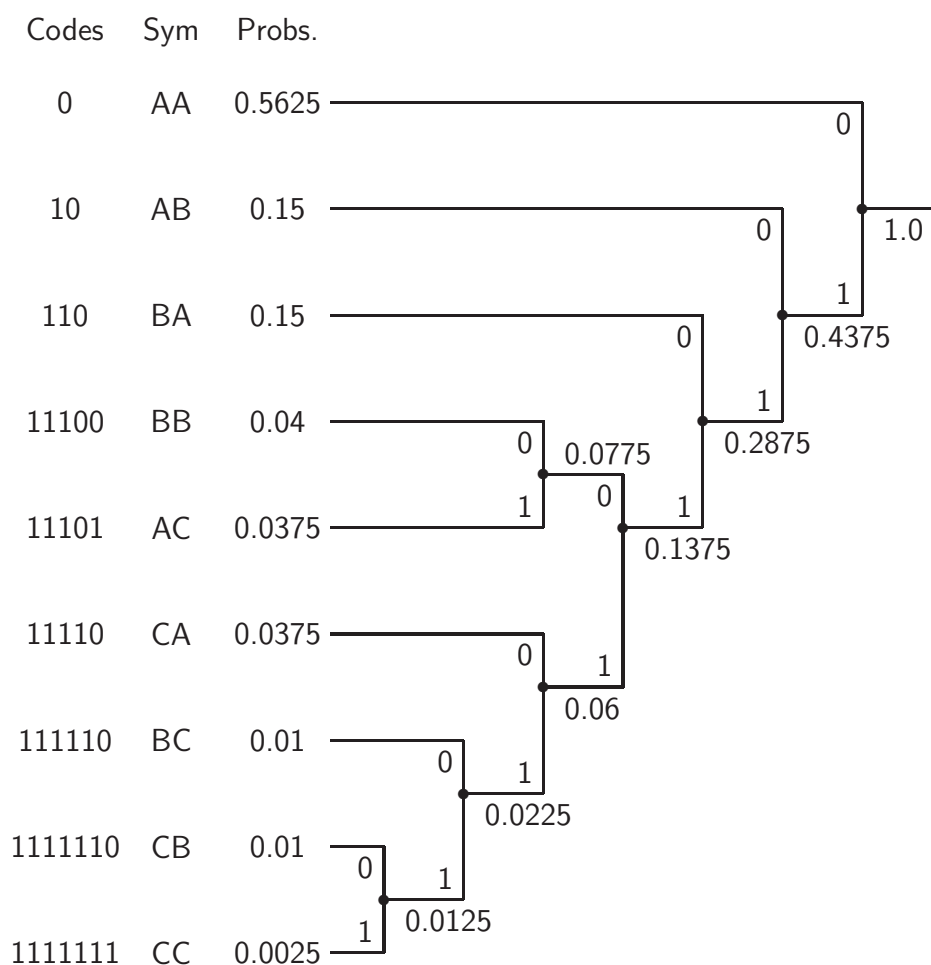 Codes Sym Probs.
0 AA 0.5625
0
10 AB 0.15
0 1.0
1
110 BA 0.15
0 0.4375
1
11100 BB 0.04
0 0.0775 0.2875
0
1 1
11101 AC 0.0375
0.1375
11110 CA 0.0375
0 1
0.06
111110 BC 0.01
0 1
0.0225
1111110 CB 0.01
0 1
0.0125
1
1111111 CC 0.0025